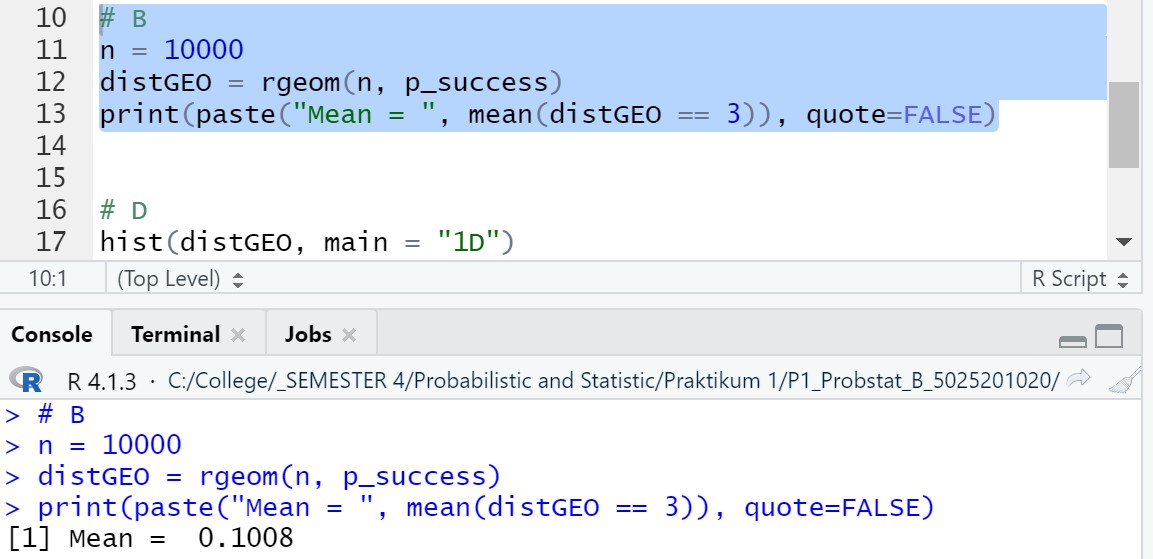 10 # B
11 n = 10000
12 distGEO = rgeom(n, p_success)
13 print(paste("Mean = ", mean(distGEO == 3)), quote=FALSE)
14
15
16 # D
17 hist(distGEO, main = "1D")
10:1 (Top Level) R Script
Console Terminal Jobs
R R 4.1.3 · C:/College/_SEMESTER 4/Probabilistic and Statistic/Praktikum 1/P1_Probstat_B_5025201020/
> # B
> n = 10000
> distGEO = rgeom(n, p_success)
> print(paste("Mean = ", mean(distGEO == 3)), quote=FALSE)
[1] Mean =  0.1008